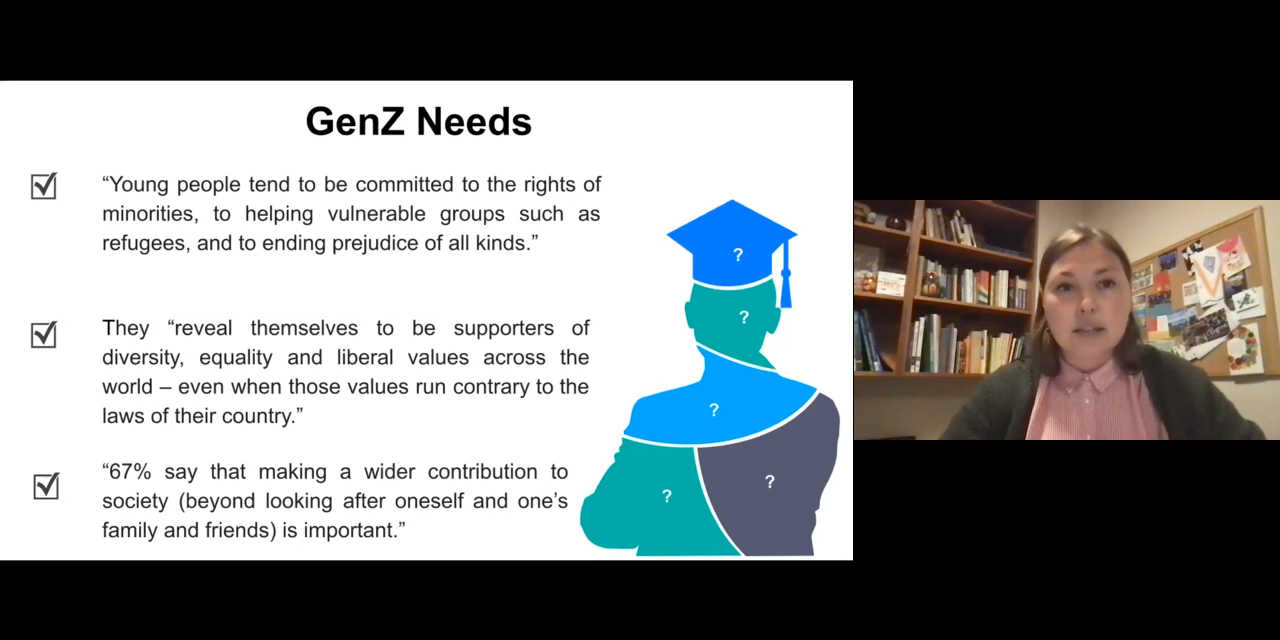 GenZ Needs
“Young people tend to be committed to the rights of
minorities, to helping vulnerable groups such as
refugees, and to ending prejudice of all kinds.”
They “reveal themselves to be supporters of
diversity, equality and liberal values across the
world – even when those values run contrary to the
laws of their country.”
“67% say that making a wider contribution to
society (beyond looking after oneself and one’s
family and friends) is important.”
?
?
?
?
?